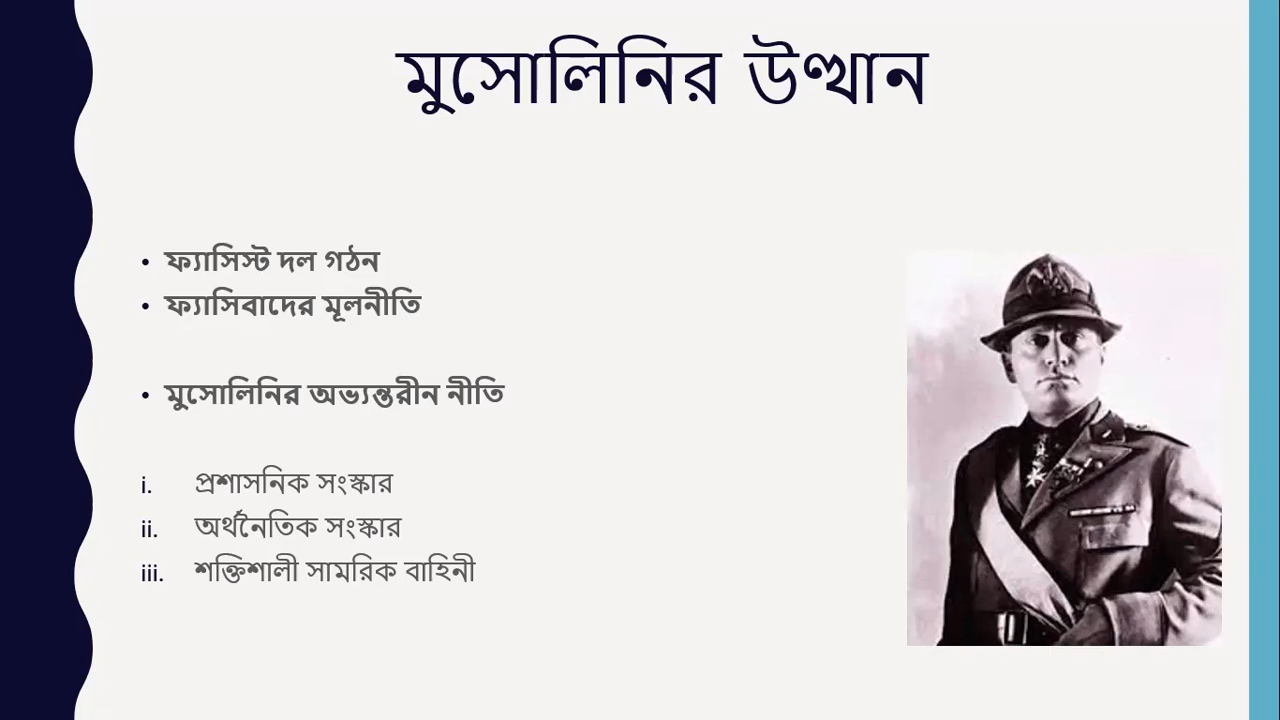 মুসোলিনির উত্থান
• ফ্যাসিস্ট দল গঠন
• ফ্যাসিবাদের মূলনীতি
• মুসোলিনির অভ্যন্তরীন নীতি
i. প্রশাসনিক সংস্কার
ii. অর্থনৈতিক সংস্কার
iii. শক্তিশালী সামরিক বাহিনী